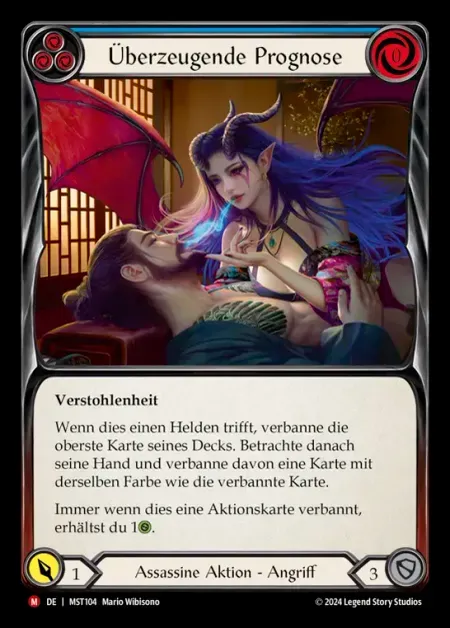 Überzeugende Prognose
0
Verstohlenheit
Wenn dies einen Helden trifft, verbanne die
oberste Karte seines Decks. Betrachte danach
seine Hand und verbanne davon eine Karte mit
derselben Farbe wie die verbannte Karte.
Immer wenn dies eine Aktionskarte verbannt,
erhältst du 1.
1
Assassine Aktion - Angriff
3
M DE | MST104 Mario Wibisono
© 2024 Legend Story Studios